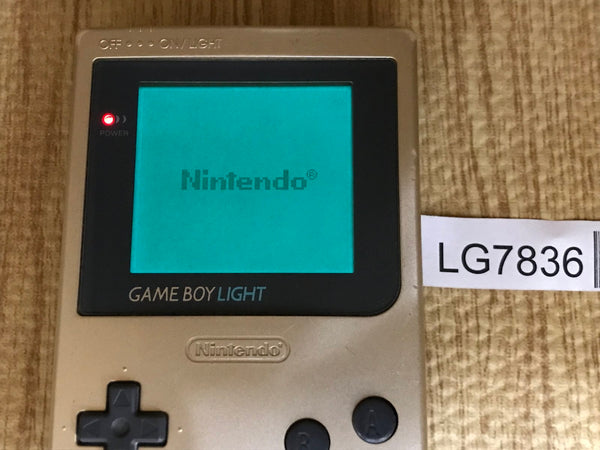 OFF • • • ON/LIGHT
POWER
Nintendo®
LG7836
GAME BOY LIGHT
Nintendo®
A
B